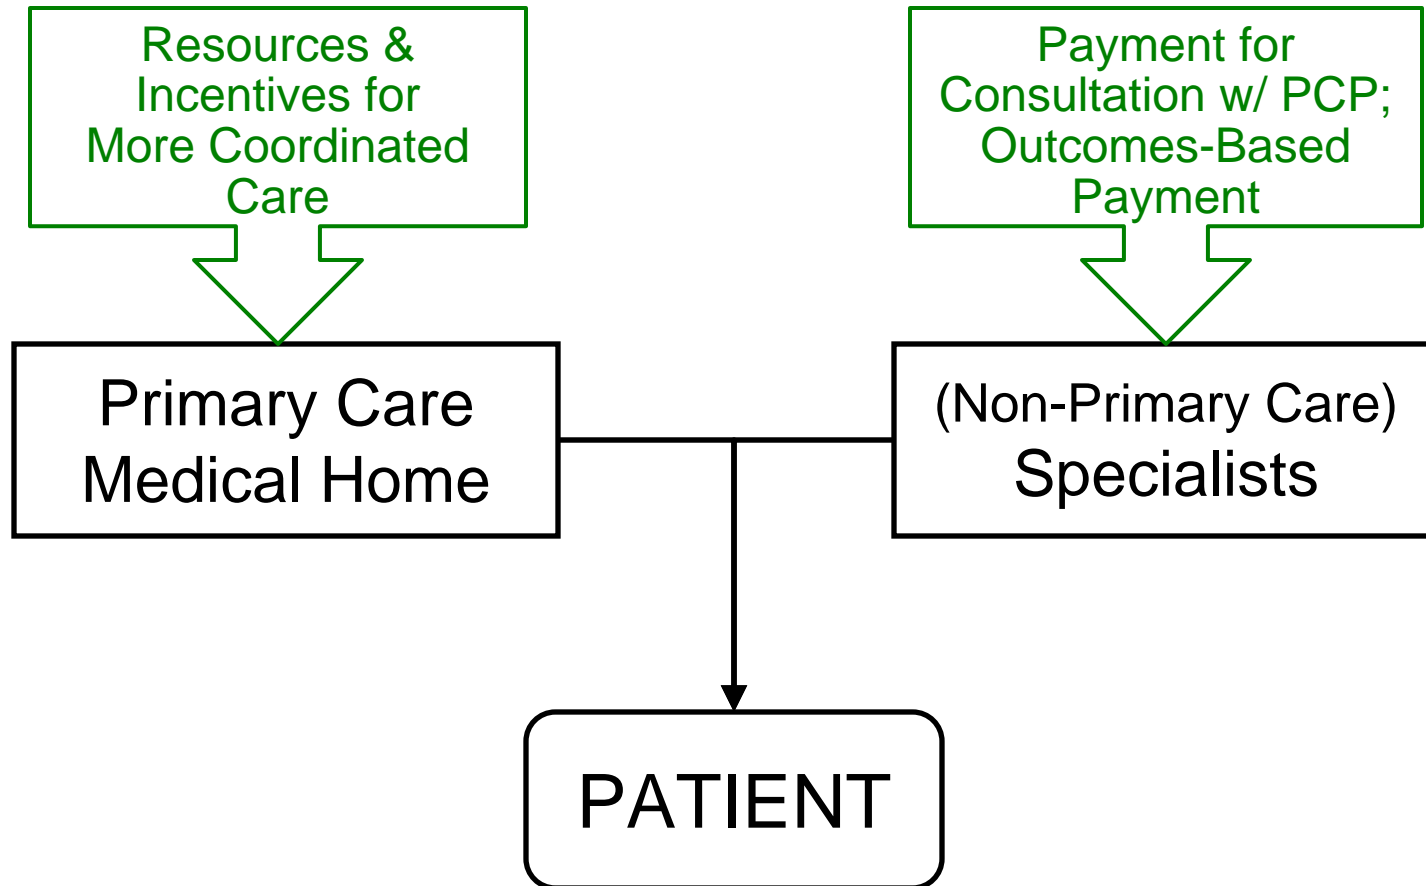 Resources &
Incentives for
More Coordinated
Care
Payment for
Consultation w/ PCP;
Outcomes-Based
Payment
Primary Care
Medical Home
(Non-Primary Care)
Specialists
PATIENT